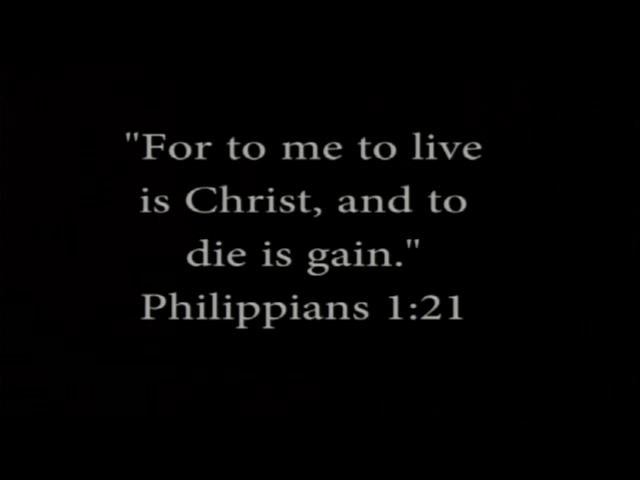 "For to me to live
is Christ, and to
die is gain."
Philippians 1:21